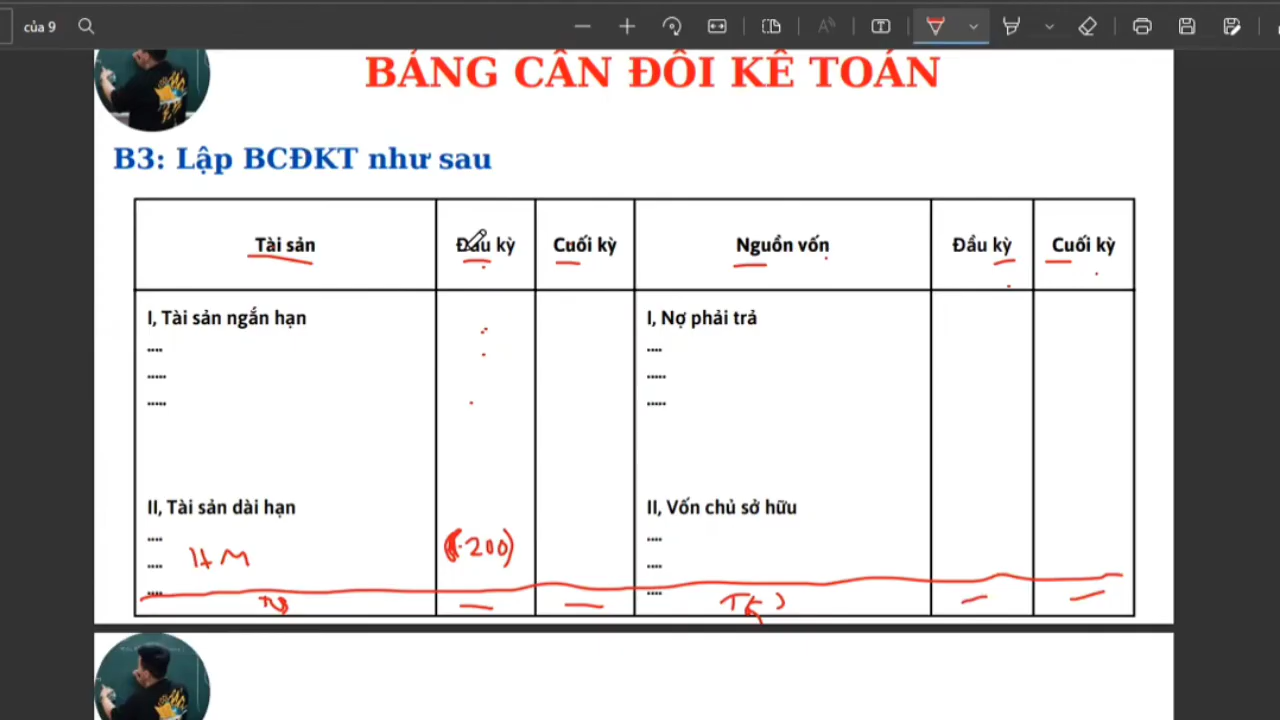 của 9
BẢNG CÂN ĐỐI KẾ TOÁN
B3: Lập BCĐKT như sau
Tài sản Đầu kỳ Cuối kỳ Nguồn vốn Đầu kỳ Cuối kỳ
I, Tài sản ngắn hạn I, Nợ phải trả
.... ....
..... .....
..... .....
II, Tài sản dài hạn II, Vốn chủ sở hữu
.... ....
.... HM (200) ....
.... ....